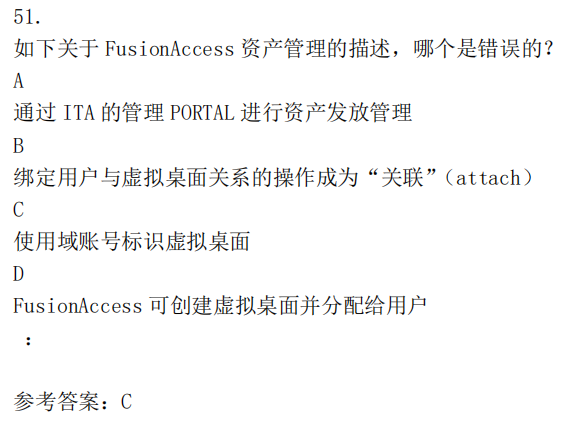 51.
如下关于 FusionAccess 资产管理的描述，哪个是错误的？
A
通过 ITA 的管理 PORTAL 进行资产发放管理
B
绑定用户与虚拟桌面关系的操作成为“关联”（attach）
C
使用域账号标识虚拟桌面
D
FusionAccess 可创建虚拟桌面并分配给用户
：
参考答案：C